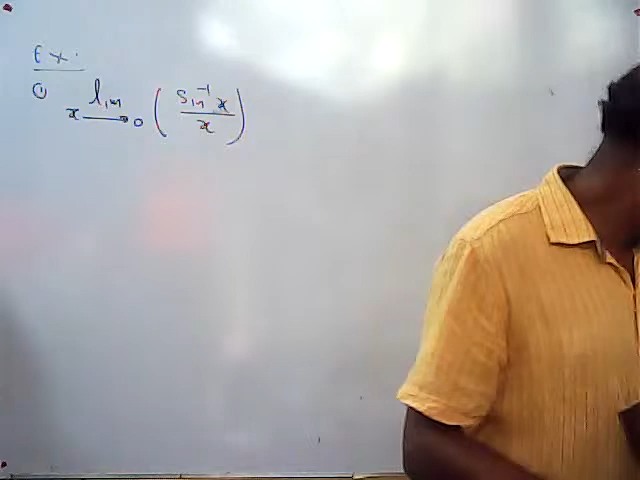 Ex.
① lim x→0 (sin⁻¹x / x)